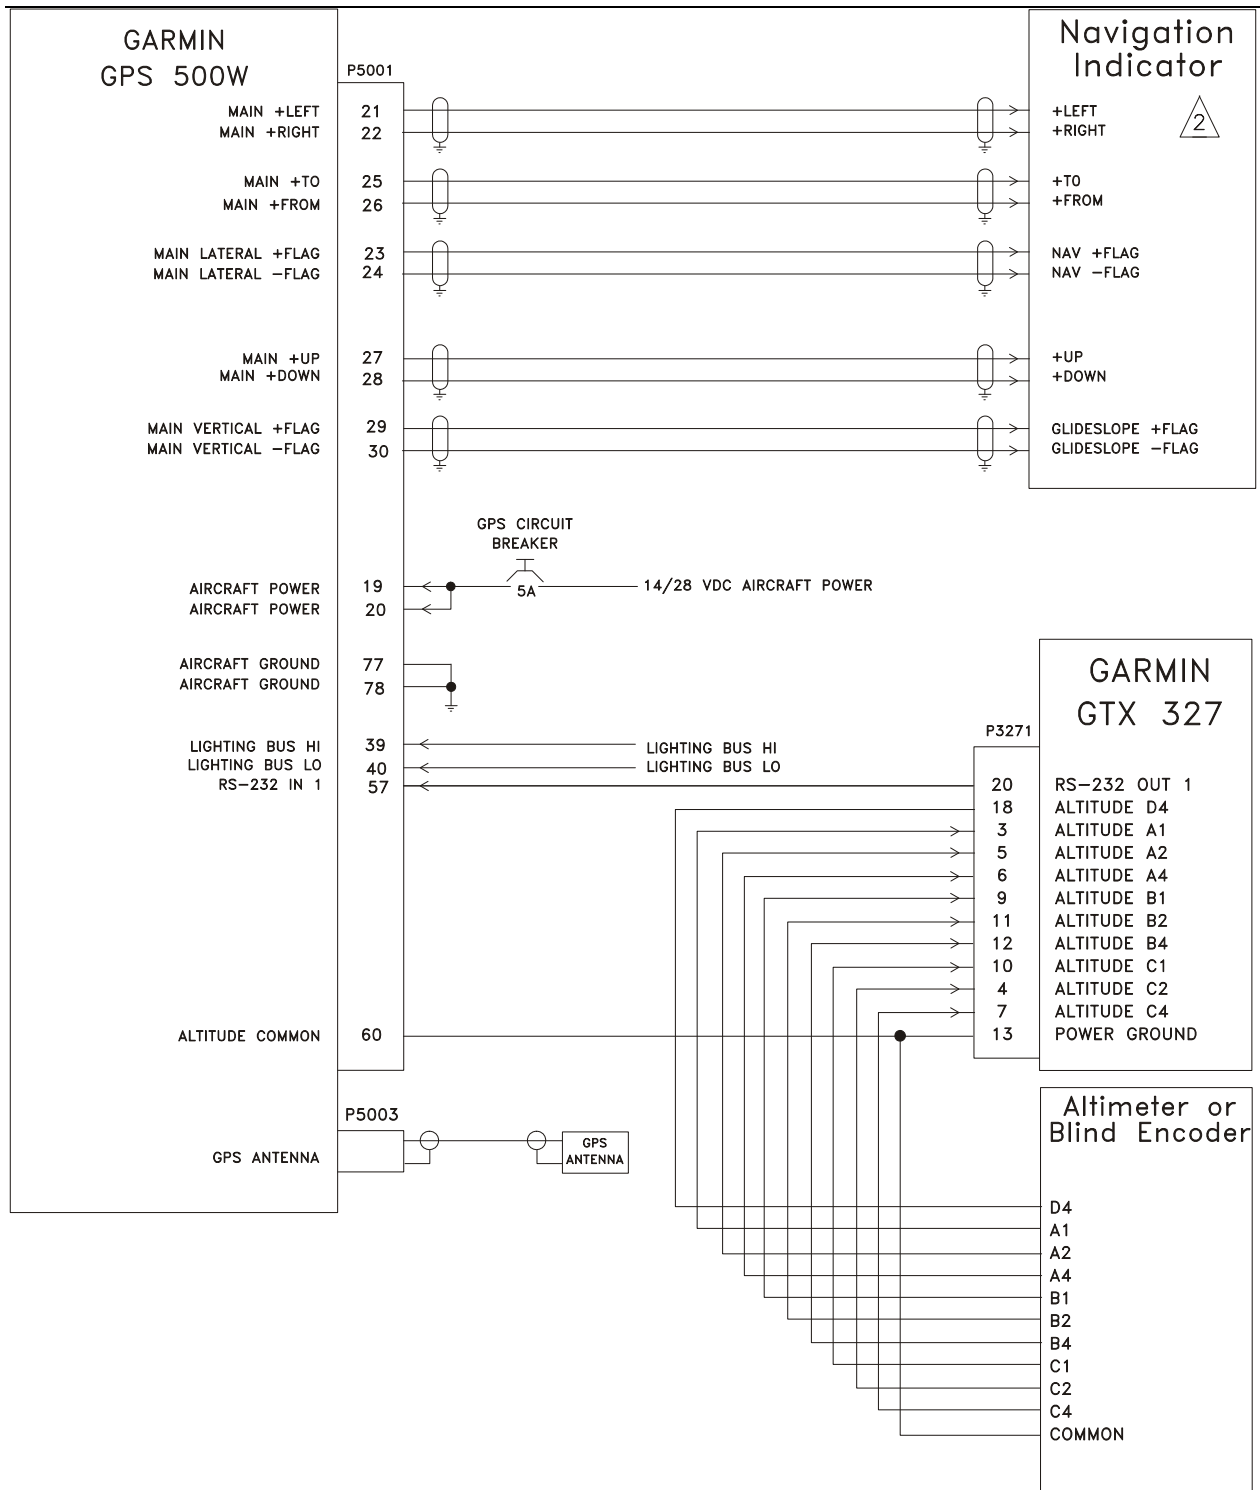 GARMIN
GPS 500W
P5001
MAIN +LEFT 21
MAIN +RIGHT 22
MAIN +TO 25
MAIN +FROM 26
MAIN LATERAL +FLAG 23
MAIN LATERAL −FLAG 24
MAIN +UP 27
MAIN +DOWN 28
MAIN VERTICAL +FLAG 29
MAIN VERTICAL −FLAG 30
Navigation
Indicator
2
+LEFT
+RIGHT
+TO
+FROM
NAV +FLAG
NAV −FLAG
+UP
+DOWN
GLIDESLOPE +FLAG
GLIDESLOPE −FLAG
GPS CIRCUIT
BREAKER
5A
14/28 VDC AIRCRAFT POWER
AIRCRAFT POWER 19
AIRCRAFT POWER 20
AIRCRAFT GROUND 77
AIRCRAFT GROUND 78
LIGHTING BUS HI 39 LIGHTING BUS HI
LIGHTING BUS LO 40 LIGHTING BUS LO
RS−232 IN 1 57
GARMIN
GTX 327
P3271
20 RS−232 OUT 1
18 ALTITUDE D4
3 ALTITUDE A1
5 ALTITUDE A2
6 ALTITUDE A4
9 ALTITUDE B1
11 ALTITUDE B2
12 ALTITUDE B4
10 ALTITUDE C1
4 ALTITUDE C2
7 ALTITUDE C4
13 POWER GROUND
ALTITUDE COMMON 60
P5003
GPS ANTENNA
GPS
ANTENNA
Altimeter or
Blind Encoder
D4
A1
A2
A4
B1
B2
B4
C1
C2
C4
COMMON